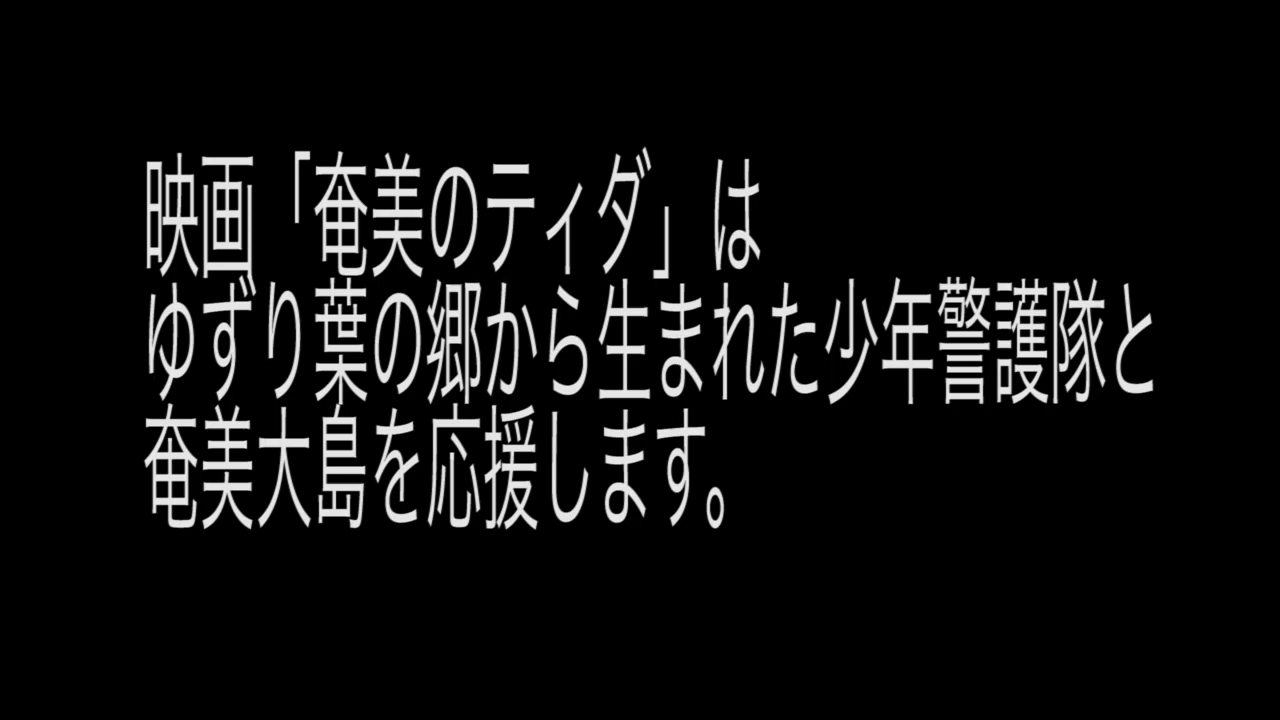 映画「奄美のティダ」は
ゆずり葉の郷から生まれた少年警護隊と
奄美大島を応援します。